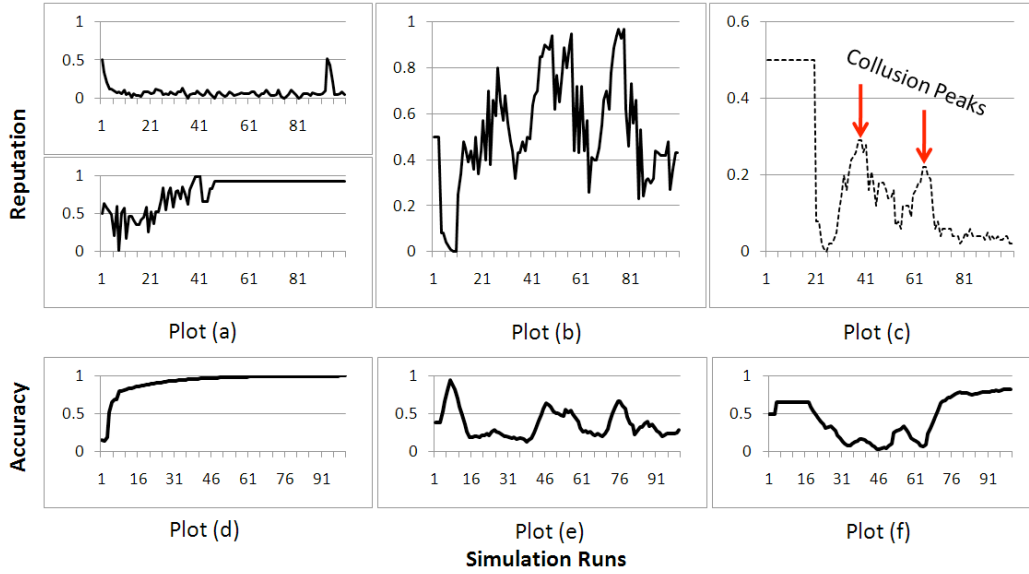 Reputation
1
0.5
0
1 21 41 61 81
1
0.5
0
1 21 41 61 81
Plot (a)
1
0.8
0.6
0.4
0.2
0
1 21 41 61 81
Plot (b)
0.6
0.4
0.2
0
1 21 41 61 81
Collusion Peaks
Plot (c)
Accuracy
1
0.5
0
1 16 31 46 61 76 91
Plot (d)
1
0.5
0
1 16 31 46 61 76 91
Plot (e)
1
0.5
0
1 16 31 46 61 76 91
Plot (f)
Simulation Runs